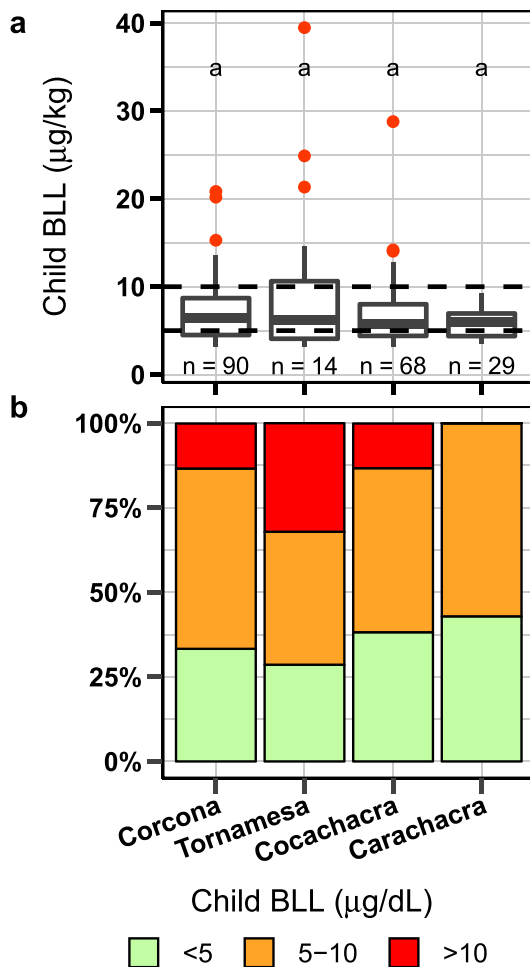 a
Child BLL (μg/kg)
40
30
20
10
0
a a a a
n = 90 n = 14 n = 68 n = 29
b
100%
75%
50%
25%
0%
Corcona
Tornamesa
Cocachacra
Carachacra
Child BLL (μg/dL)
<5 5−10 >10